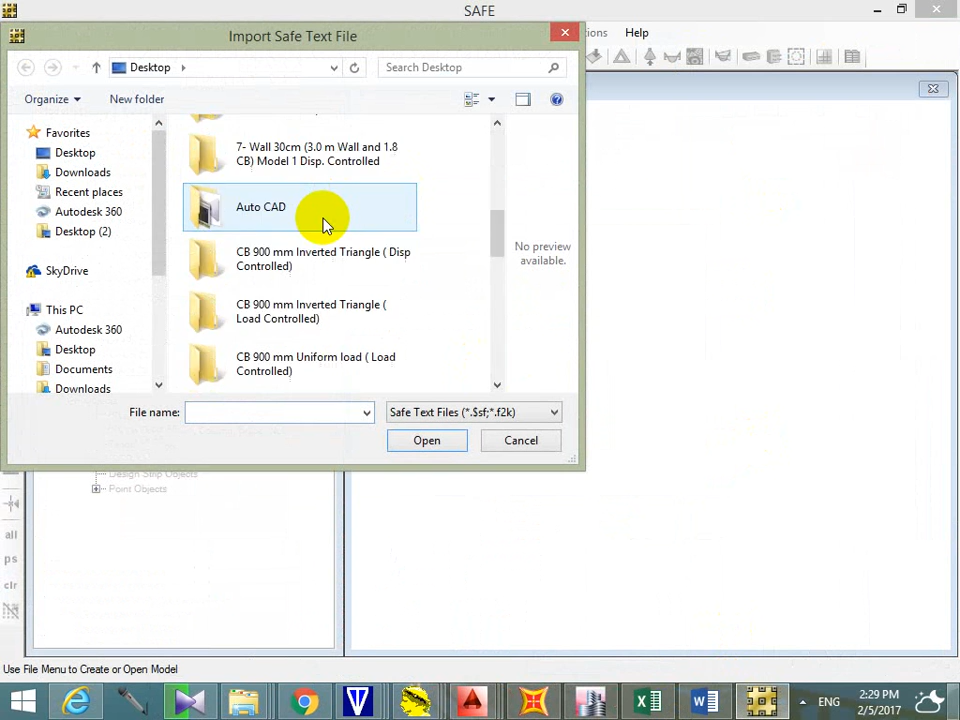 SAFE
Import Safe Text File
Help
Desktop
Search Desktop
Organize
New folder
Favorites
Desktop
Downloads
Recent places
Autodesk 360
Desktop (2)
SkyDrive
This PC
Autodesk 360
Desktop
Documents
Downloads
7- Wall 30cm (3.0 m Wall and 1.8
CB) Model 1 Disp. Controlled
Auto CAD
CB 900 mm Inverted Triangle ( Disp
Controlled)
CB 900 mm Inverted Triangle (
Load Controlled)
CB 900 mm Uniform load ( Load
Controlled)
No preview
available.
File name:
Safe Text Files (*.$sf;*.f2k)
Open
Cancel
Design Strip Objects
Point Objects
all
ps
clr
Use File Menu to Create or Open Model
ENG
2:29 PM
2/5/2017